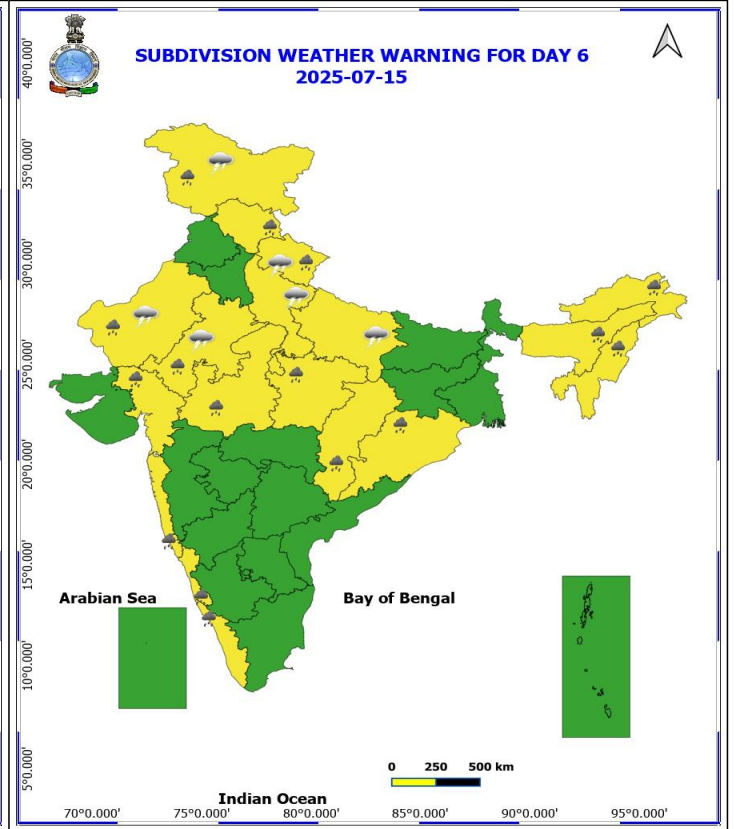 SUBDIVISION WEATHER WARNING FOR DAY 6
2025-07-15
40°0.000'
35°0.000'
30°0.000'
25°0.000'
20°0.000'
15°0.000'
10°0.000'
5°0.000'
Arabian Sea
Bay of Bengal
0 250 500 km
Indian Ocean
70°0.000' 75°0.000' 80°0.000' 85°0.000' 90°0.000' 95°0.000'